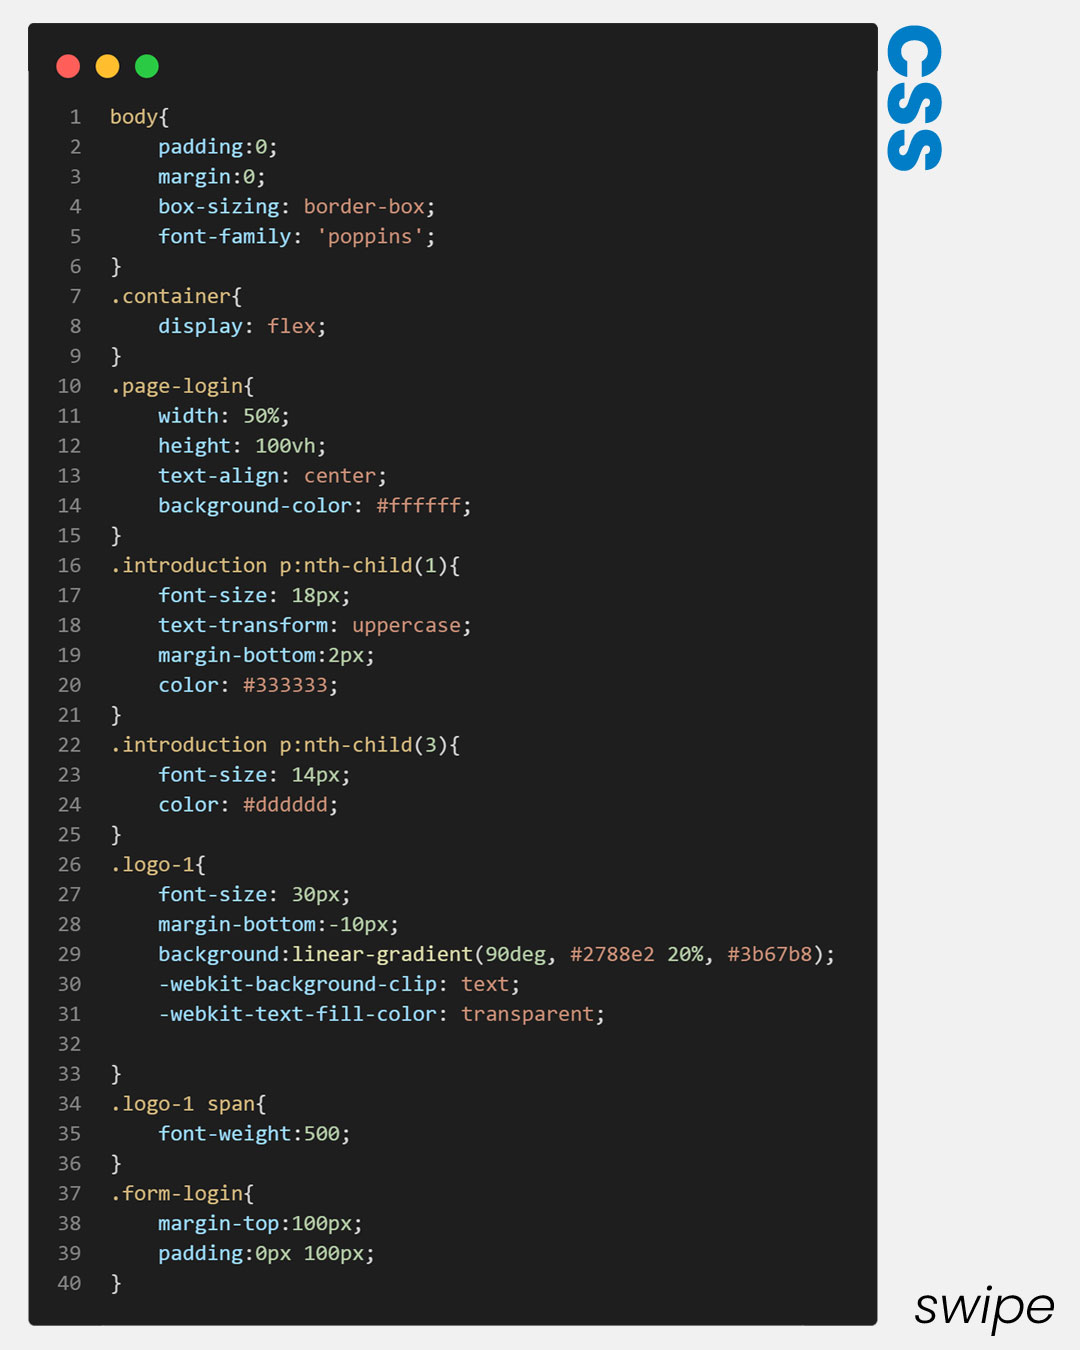 CSS
1 body{
2     padding:0;
3     margin:0;
4     box-sizing: border-box;
5     font-family: 'poppins';
6 }
7 .container{
8     display: flex;
9 }
10 .page-login{
11     width: 50%;
12     height: 100vh;
13     text-align: center;
14     background-color: #ffffff;
15 }
16 .introduction p:nth-child(1){
17     font-size: 18px;
18     text-transform: uppercase;
19     margin-bottom:2px;
20     color: #333333;
21 }
22 .introduction p:nth-child(3){
23     font-size: 14px;
24     color: #dddddd;
25 }
26 .logo-1{
27     font-size: 30px;
28     margin-bottom:-10px;
29     background:linear-gradient(90deg, #2788e2 20%, #3b67b8);
30     -webkit-background-clip: text;
31     -webkit-text-fill-color: transparent;
32
33 }
34 .logo-1 span{
35     font-weight:500;
36 }
37 .form-login{
38     margin-top:100px;
39     padding:0px 100px;
40 }
swipe